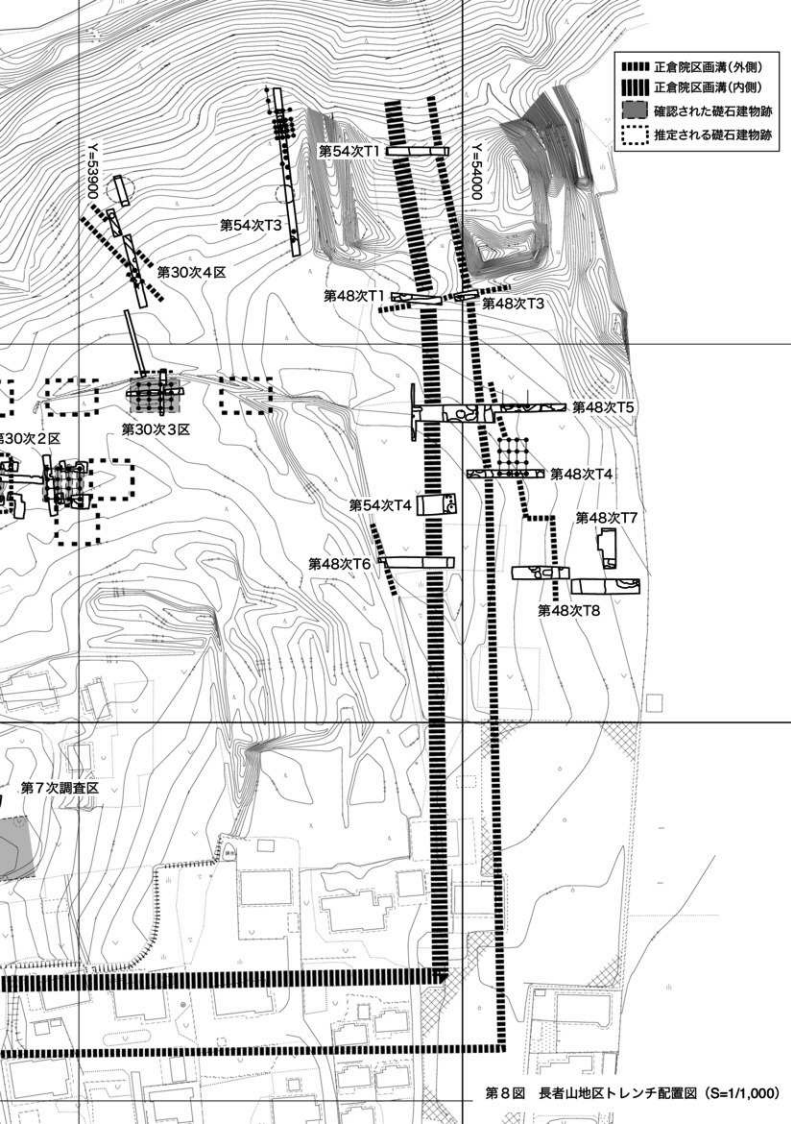 正倉院区画溝(外側)
正倉院区画溝(内側)
確認された礎石建物跡
推定される礎石建物跡
第54次T1
Y=54000
Y=53900
第54次T3
第30次4区
第48次T1
第48次T3
第48次T5
第30次3区
第30次2区
第48次T4
第54次T4
第48次T7
第48次T6
第48次T8
第7次調査区
第8図 長者山地区トレンチ配置図(S=1/1,000)